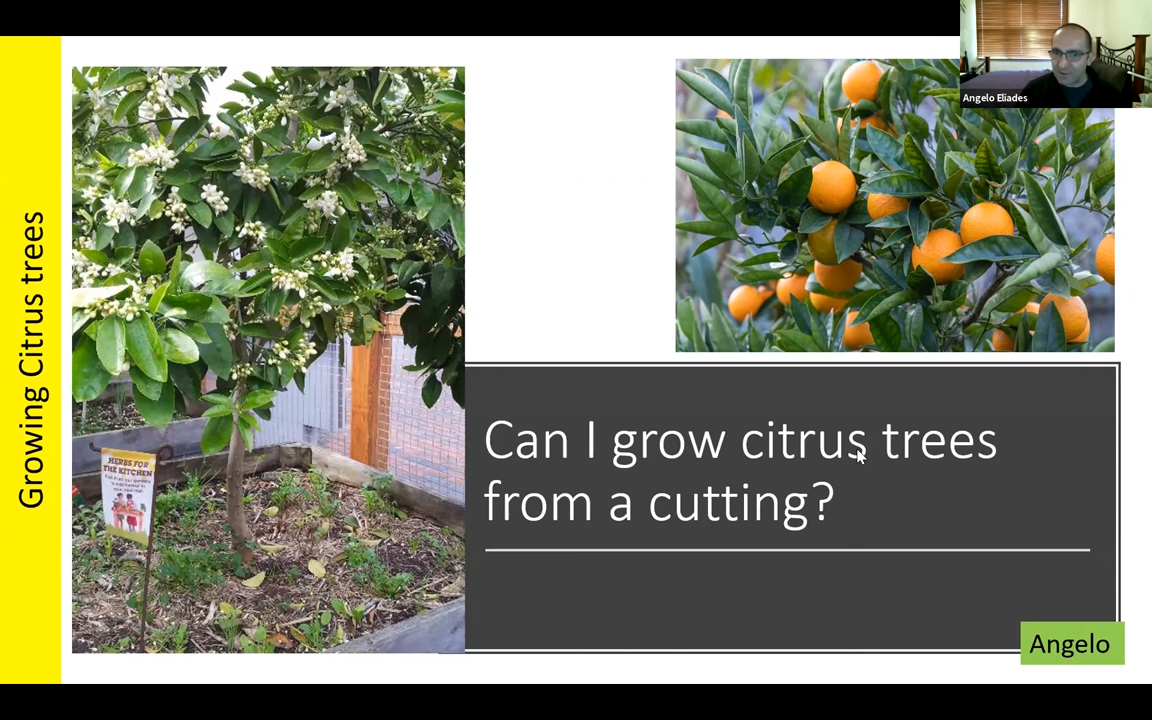 Growing Citrus trees
Angelo Eliades
HERBS FOR
THE KITCHEN
Can I grow citrus trees
from a cutting?
Angelo